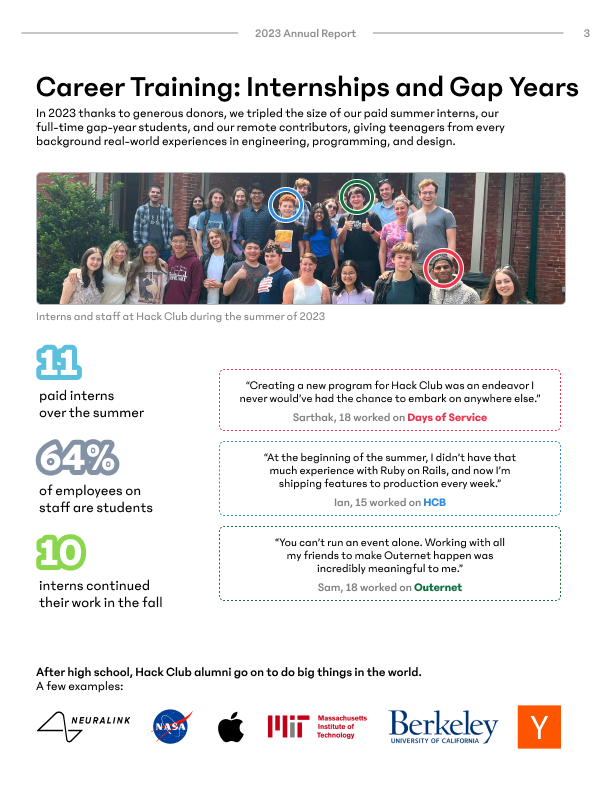 2023 Annual Report
3
Career Training: Internships and Gap Years
In 2023 thanks to generous donors, we tripled the size of our paid summer interns, our
full-time gap-year students, and our remote contributors, giving teenagers from every
background real-world experiences in engineering, programming, and design.
Interns and staff at Hack Club during the summer of 2023
11
paid interns
over the summer
64%
of employees on
staff are students
10
interns continued
their work in the fall
“Creating a new program for Hack Club was an endeavor I
never would’ve had the chance to embark on anywhere else.”
Sarthak, 18 worked on Days of Service
“At the beginning of the summer, I didn’t have that
much experience with Ruby on Rails, and now I’m
shipping features to production every week.”
Ian, 15 worked on HCB
“You can’t run an event alone. Working with all
my friends to make Outernet happen was
incredibly meaningful to me.”
Sam, 18 worked on Outernet
After high school, Hack Club alumni go on to do big things in the world.
A few examples:
NEURALINK
NASA
MIT
Massachusetts
Institute of
Technology
Berkeley
UNIVERSITY OF CALIFORNIA
Y